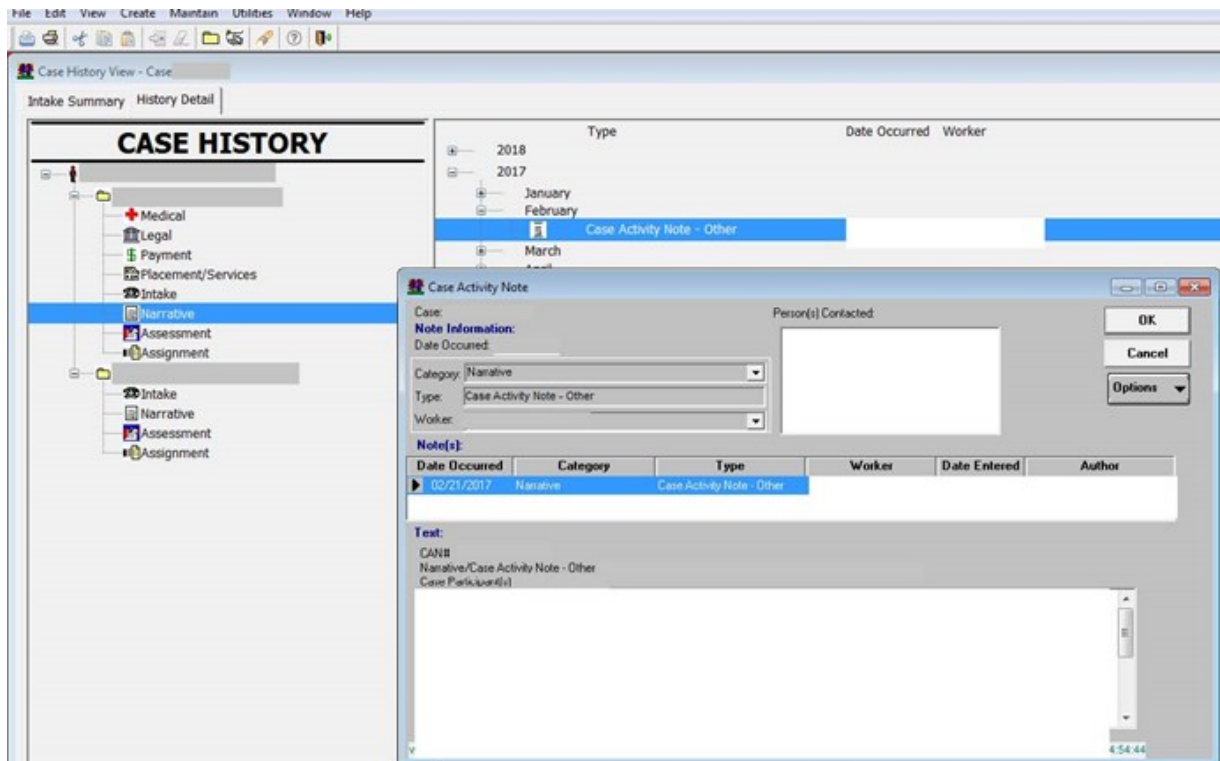 File Edit View Create Maintain Utilities Window Help
Case History View - Case
Intake Summary History Detail
CASE HISTORY
Medical
Legal
$ Payment
Placement/Services
Intake
Narrative
Assessment
Assignment
Intake
Narrative
Assessment
Assignment
Type Date Occurred Worker
2018
2017
January
February
Case Activity Note - Other
March
April
Case Activity Note
Case:
Person(s) Contacted:
Note Information:
Date Occurred:
Category: Narrative
Type: Case Activity Note - Other
Worker:
OK
Cancel
Options
Note(s):
Date Occurred Category Type Worker Date Entered Author
02/21/2017 Narrative Case Activity Note - Other
Text:
CAN#
Narrative/Case Activity Note - Other
Case Participant(s)
4:54:44